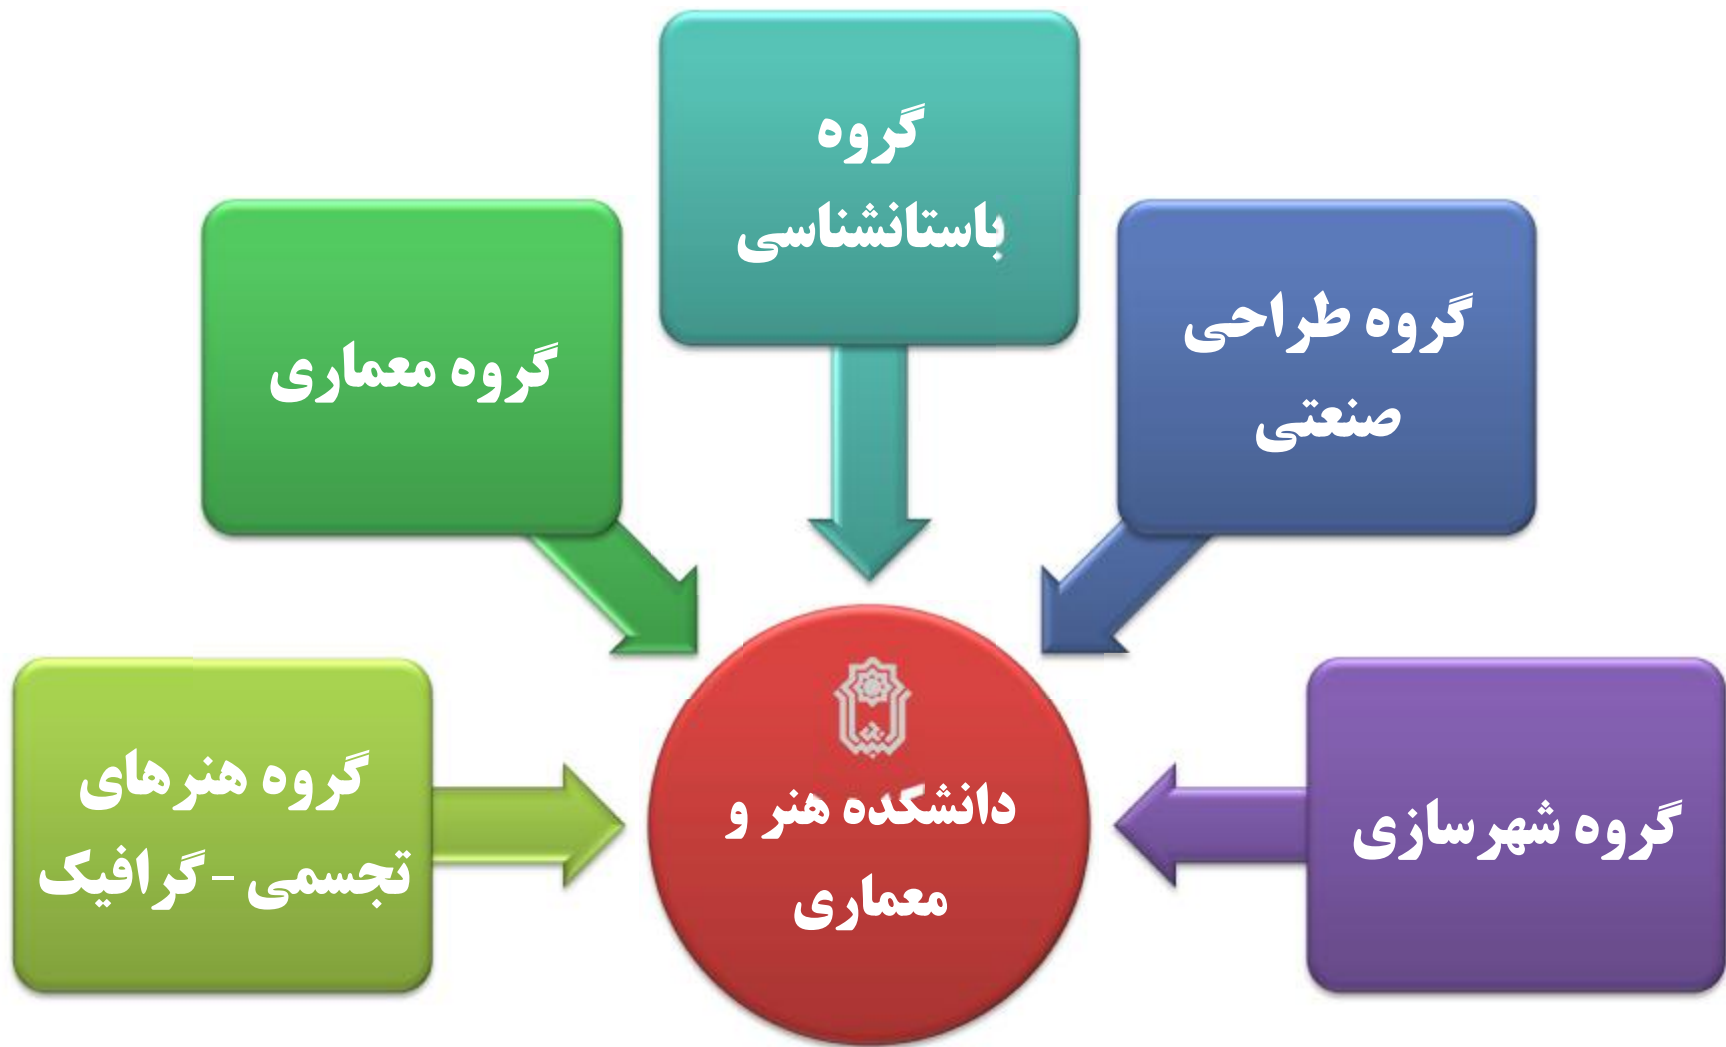 گروه
باستانشناسی
گروه طراحی
صنعتی
گروه معماری
گروه شهرسازی
گروه هنرهای
تجسمی - گرافیک
دانشکده هنر و
معماری